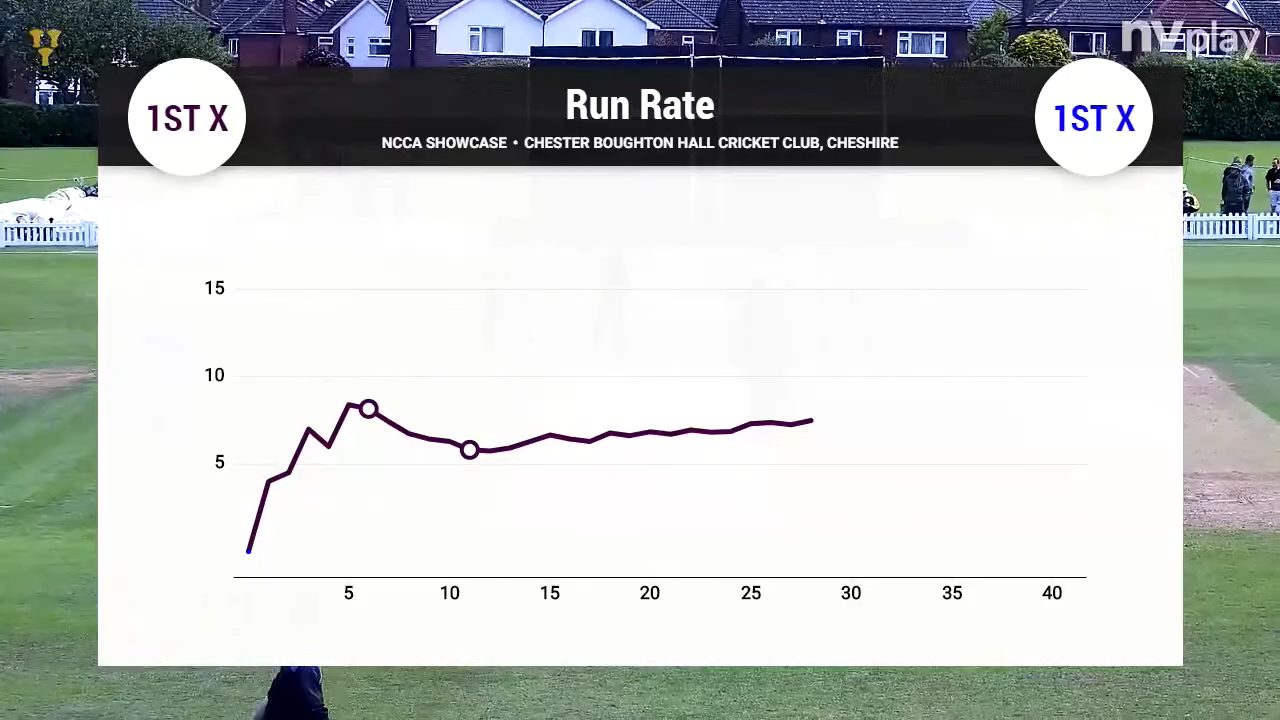 nvplay
1ST X
Run Rate
1ST X
NCCA SHOWCASE • CHESTER BOUGHTON HALL CRICKET CLUB, CHESHIRE
15
10
5
5 10 15 20 25 30 35 40